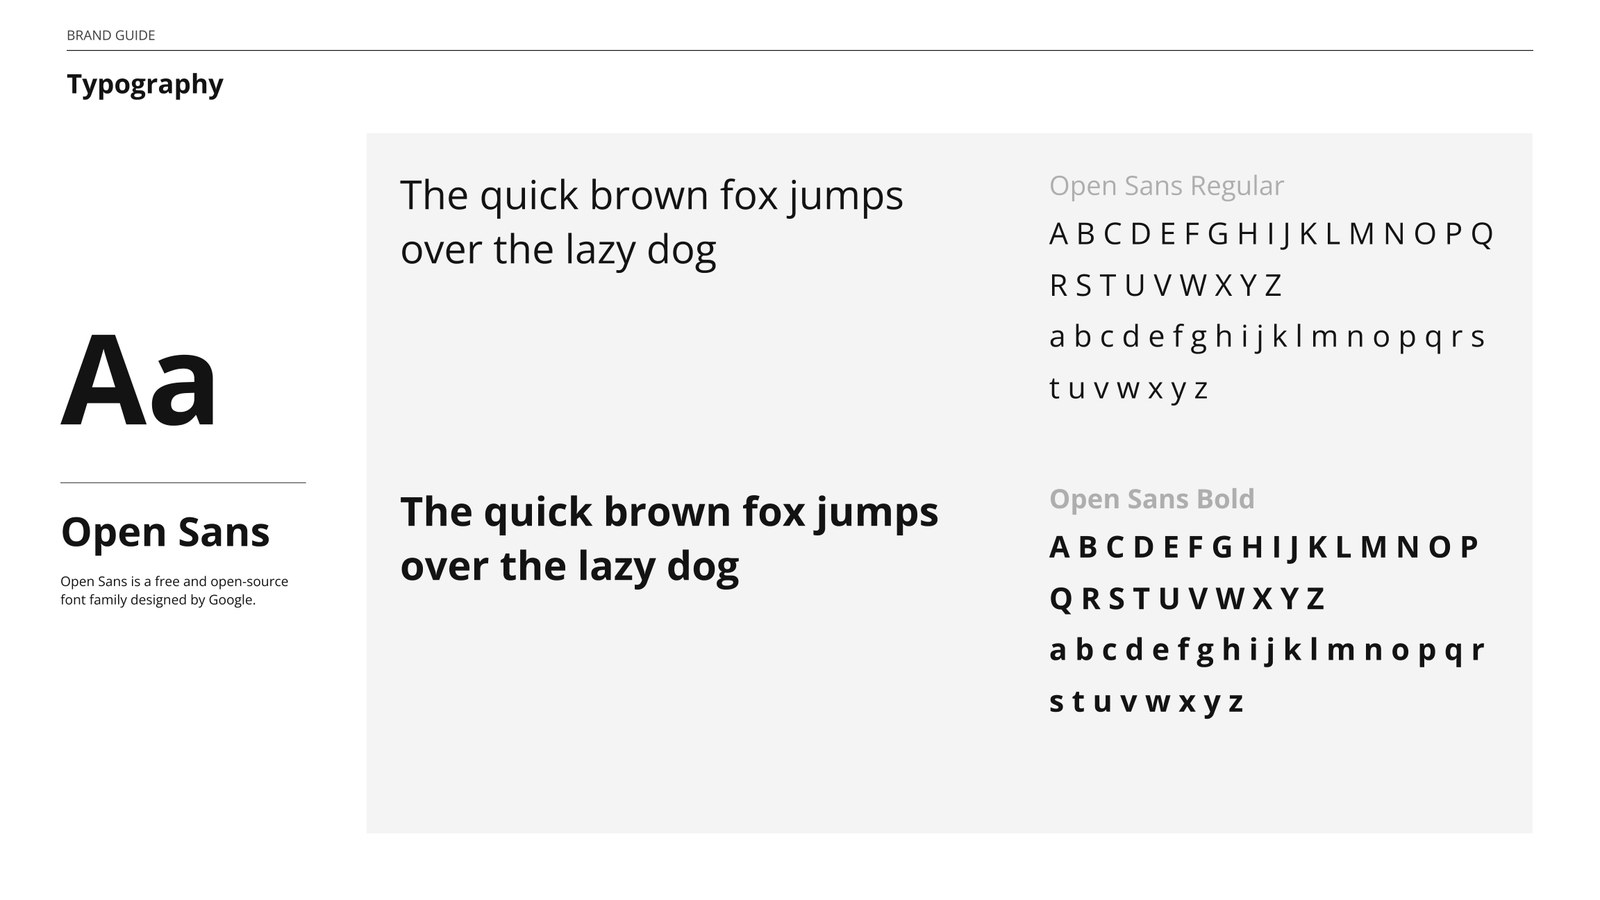 BRAND GUIDE
Typography
Aa
Open Sans
Open Sans is a free and open-source
font family designed by Google.
The quick brown fox jumps
over the lazy dog
Open Sans Regular
A B C D E F G H I J K L M N O P Q
R S T U V W X Y Z
a b c d e f g h i j k l m n o p q r s
t u v w x y z
The quick brown fox jumps
over the lazy dog
Open Sans Bold
A B C D E F G H I J K L M N O P
Q R S T U V W X Y Z
a b c d e f g h i j k l m n o p q r
s t u v w x y z